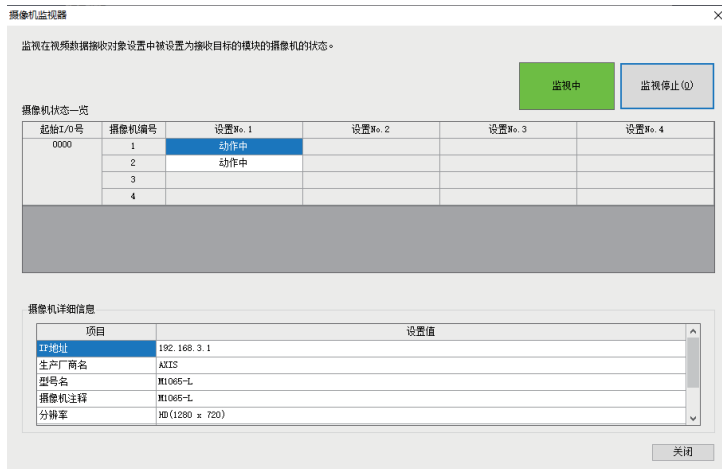 摄像机监视器
监视在视频数据接收对象设置中被设置为接收目标的模块的摄像机的状态。
监视中 监视停止(O)
摄像机状态一览
起始I/O号 摄像机编号 设置No.1 设置No.2 设置No.3 设置No.4
0000 1 动作中
2 动作中
3
4
摄像机详细信息
项目 设置值
IP地址 192.168.3.1
生产厂商名 AXIS
型号名 M1065-L
摄像机注释 M1065-L
分辨率 HD(1280 x 720)
关闭